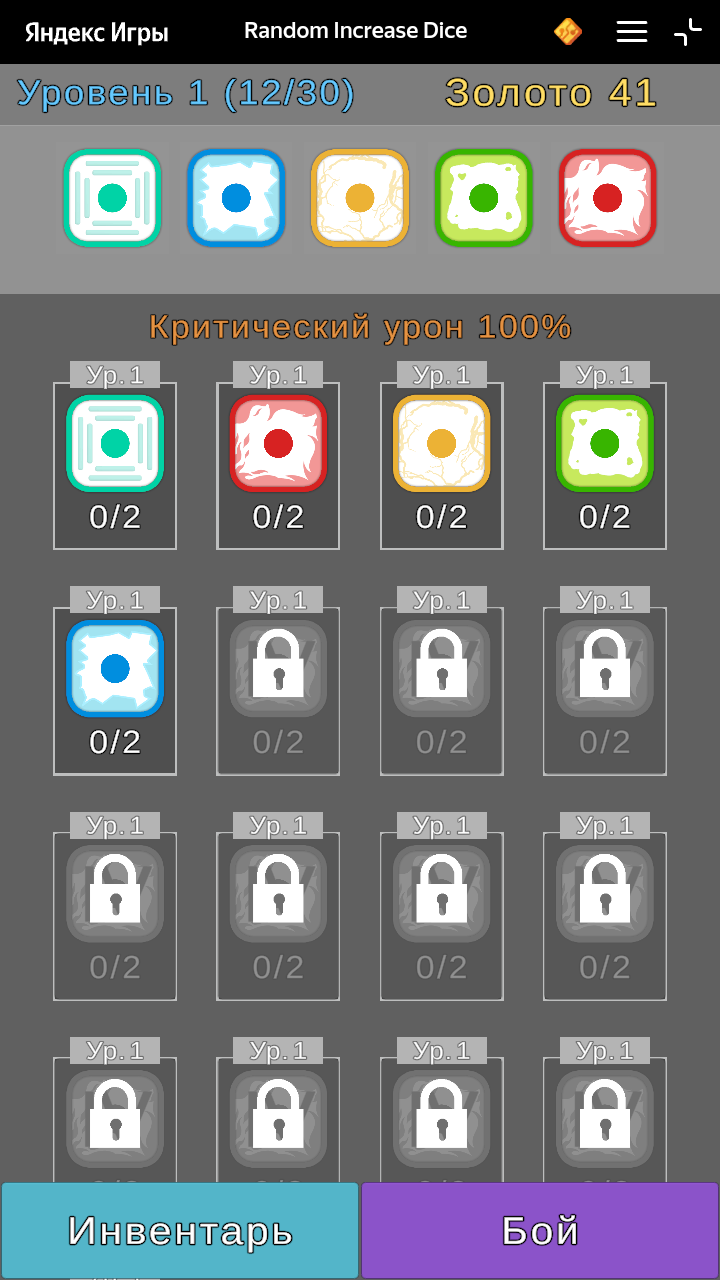 Яндекс Игры
Random Increase Dice
Уровень 1 (12/30)
Золото 41
Критический урон 100%
Ур.1 Ур.1 Ур.1 Ур.1
0/2 0/2 0/2 0/2
Ур.1 Ур.1 Ур.1 Ур.1
0/2 0/2 0/2 0/2
Ур.1 Ур.1 Ур.1 Ур.1
0/2 0/2 0/2 0/2
Ур.1 Ур.1 Ур.1 Ур.1
Инвентарь
Бой